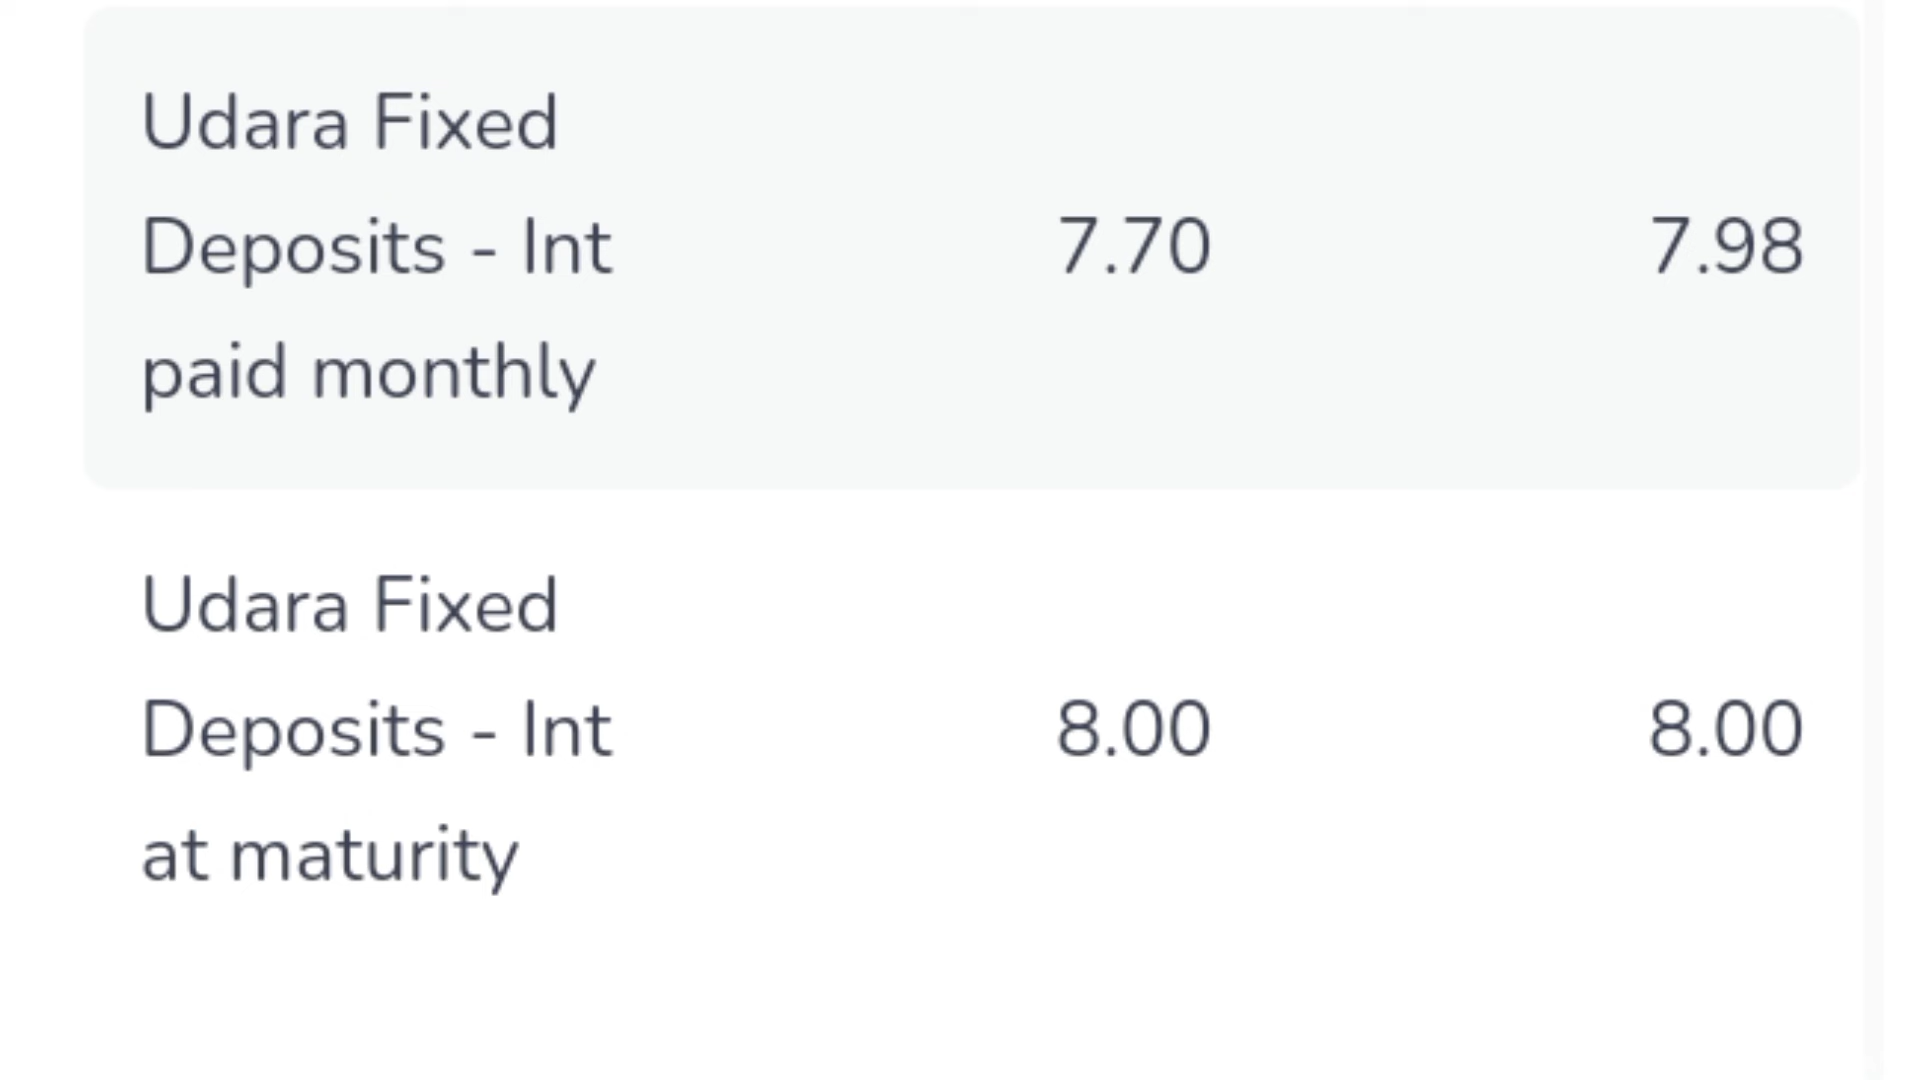 Udara Fixed
Deposits - Int 7.70 7.98
paid monthly
Udara Fixed
Deposits - Int 8.00 8.00
at maturity